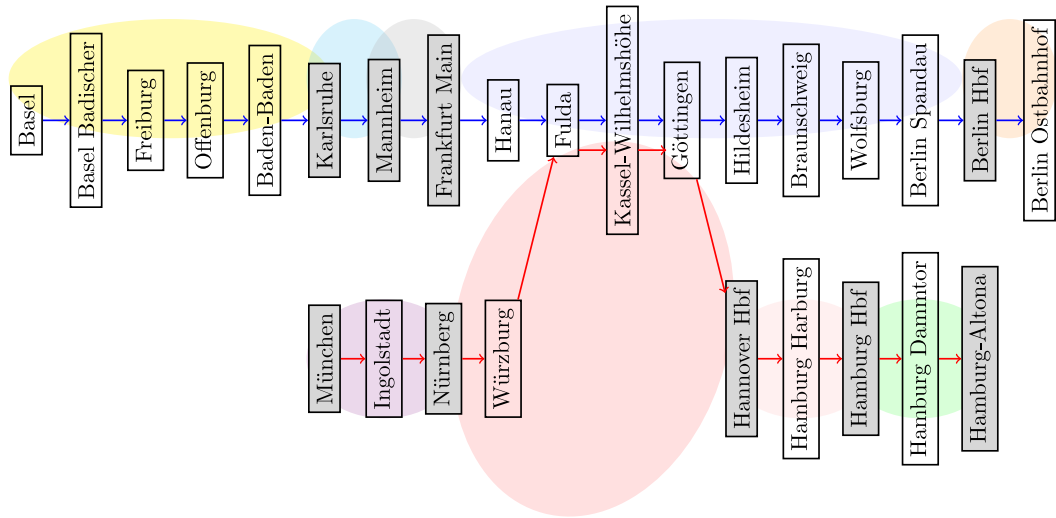 Basel
Basel Badischer
Freiburg
Offenburg
Baden-Baden
Karlsruhe
Mannheim
Frankfurt Main
Hanau
Fulda
Kassel-Wilhelmshöhe
Göttingen
Hildesheim
Braunschweig
Wolfsburg
Berlin Spandau
Berlin Hbf
Berlin Ostbahnhof
München
Ingolstadt
Nürnberg
Würzburg
Hannover Hbf
Hamburg Harburg
Hamburg Hbf
Hamburg Dammtor
Hamburg-Altona